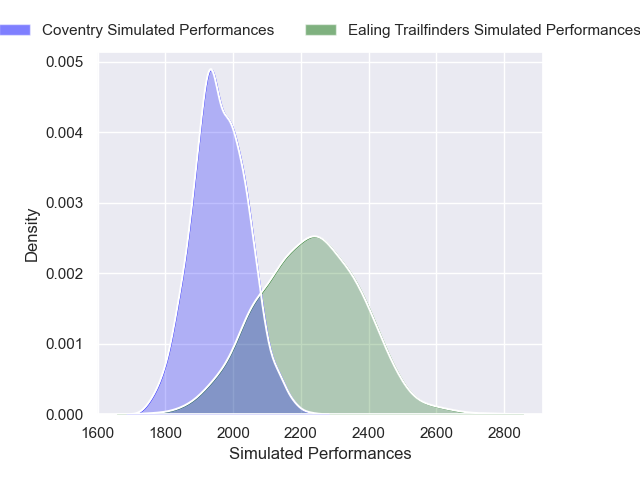 Coventry Simulated Performances
Ealing Trailfinders Simulated Performances
0.005
0.004
0.003
0.002
0.001
0.000
Density
1600 1800 2000 2200 2400 2600 2800
Simulated Performances